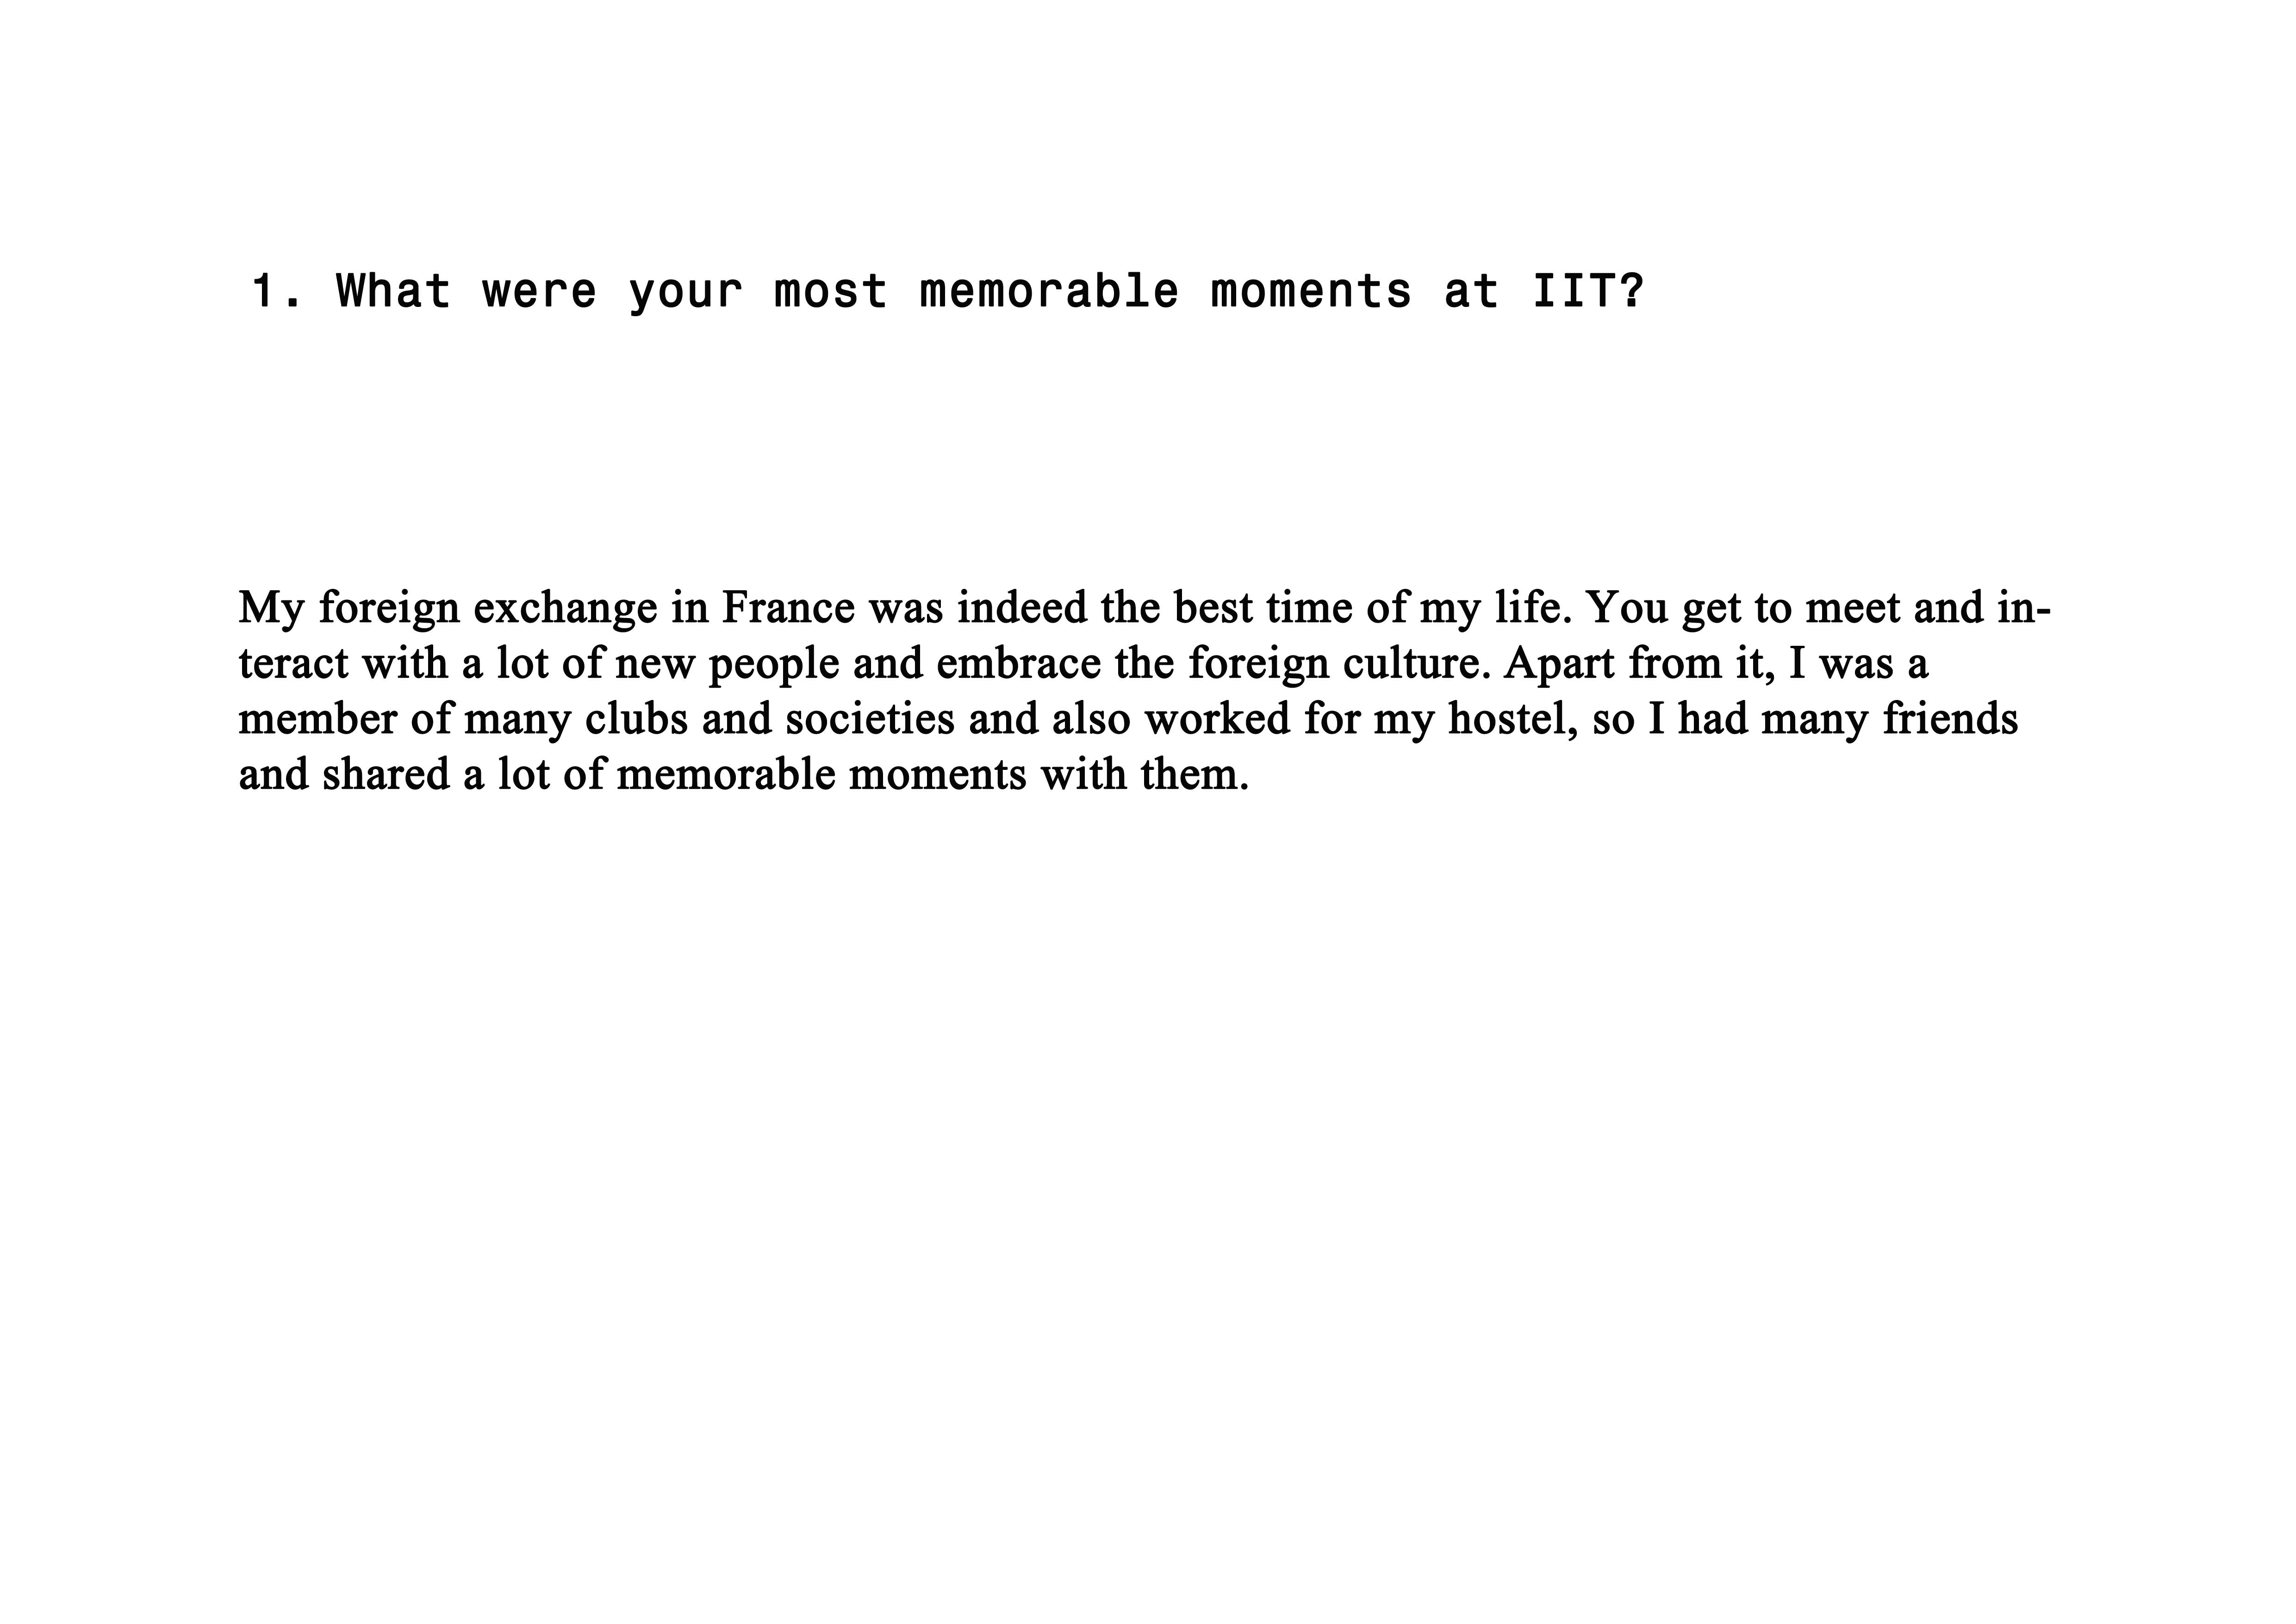 1. What were your most memorable moments at IIT?
My foreign exchange in France was indeed the best time of my life. You get to meet and in-
teract with a lot of new people and embrace the foreign culture. Apart from it, I was a
member of many clubs and societies and also worked for my hostel, so I had many friends
and shared a lot of memorable moments with them.